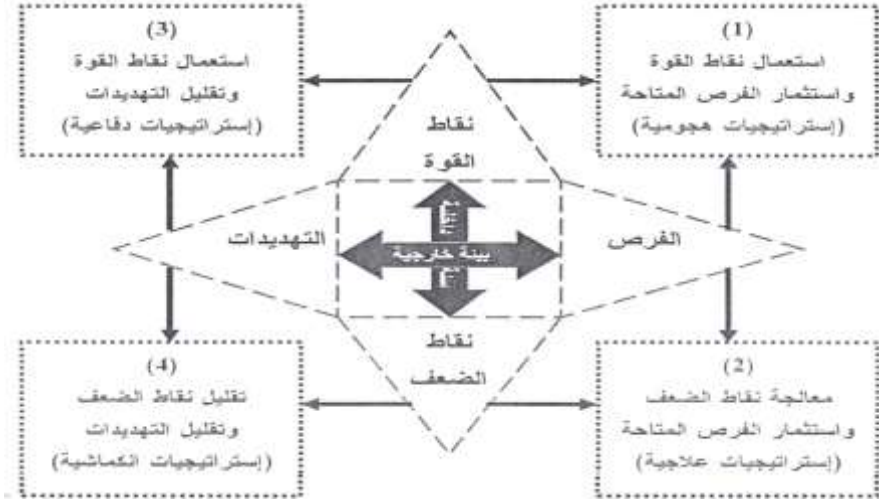 (1)
استعمال نقاط القوة
واستثمار الفرص المتاحة
(إستراتيجيات هجومية)
(3)
استعمال نقاط القوة
وتقليل التهديدات
(إستراتيجيات دفاعية)
نقاط
القوة
الفرص
بيئة خارجية
التهديدات
نقاط
الضعف
(2)
معالجة نقاط الضعف
واستثمار الفرص المتاحة
(إستراتيجيات علاجية)
(4)
تقليل نقاط الضعف
وتقليل التهديدات
(إستراتيجيات انكماشية)